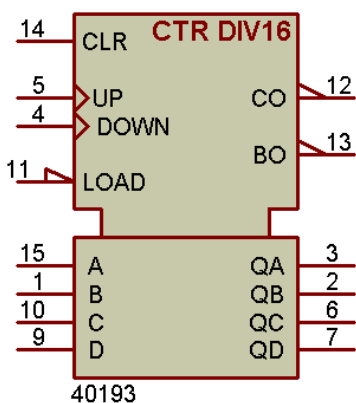 14 CLR CTR DIV16
5 UP CO 12
4 DOWN
BO 13
11 LOAD
15 A QA 3
1 B QB 2
10 C QC 6
9 D QD 7
40193